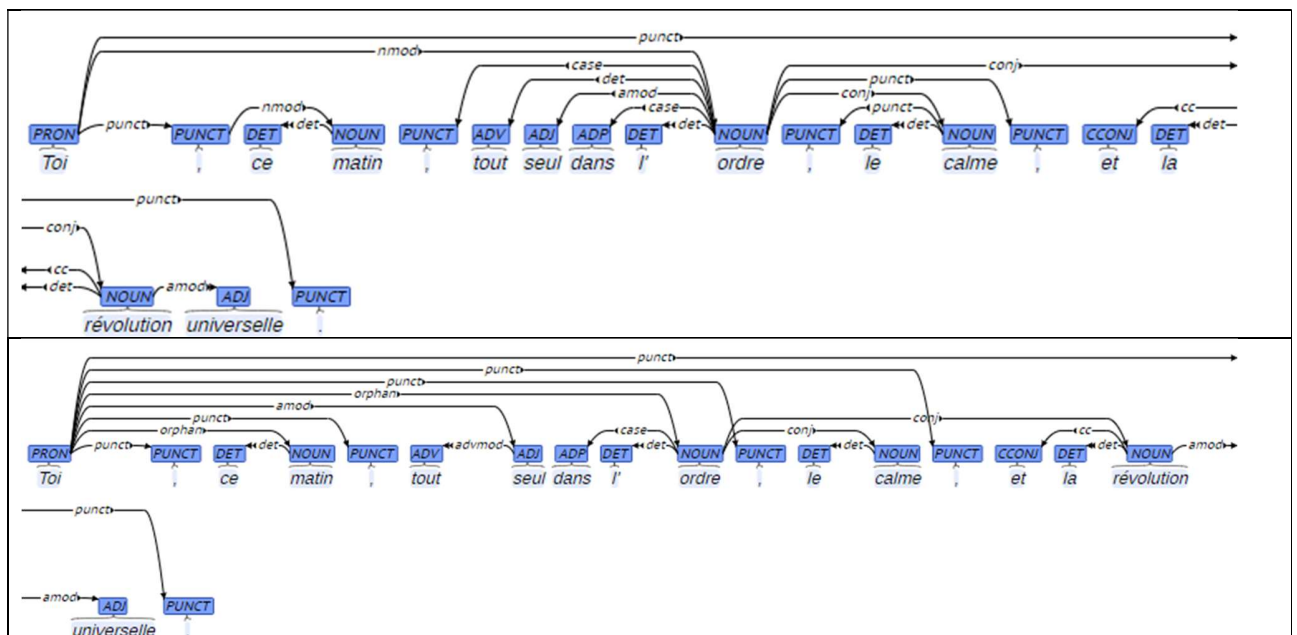 punct
nmod
case
det
amod
case
det
conj
punct
conj
punct
det
cc
det
punct
nmod
det
PRON PUNCT DET NOUN PUNCT ADV ADJ ADP DET NOUN PUNCT DET NOUN PUNCT CCONJ DET
Toi , ce matin , tout seul dans l' ordre , le calme , et la
punct
conj
cc
det
amod
NOUN ADJ PUNCT
révolution universelle .
punct
punct
punct
orphan
amod
punct
orphan
punct
det
advmod
case
det
conj
conj
det
cc
det
amod
PRON PUNCT DET NOUN PUNCT ADV ADJ ADP DET NOUN PUNCT DET NOUN PUNCT CCONJ DET NOUN
Toi , ce matin , tout seul dans l' ordre , le calme , et la révolution
punct
amod
ADJ PUNCT
universelle .